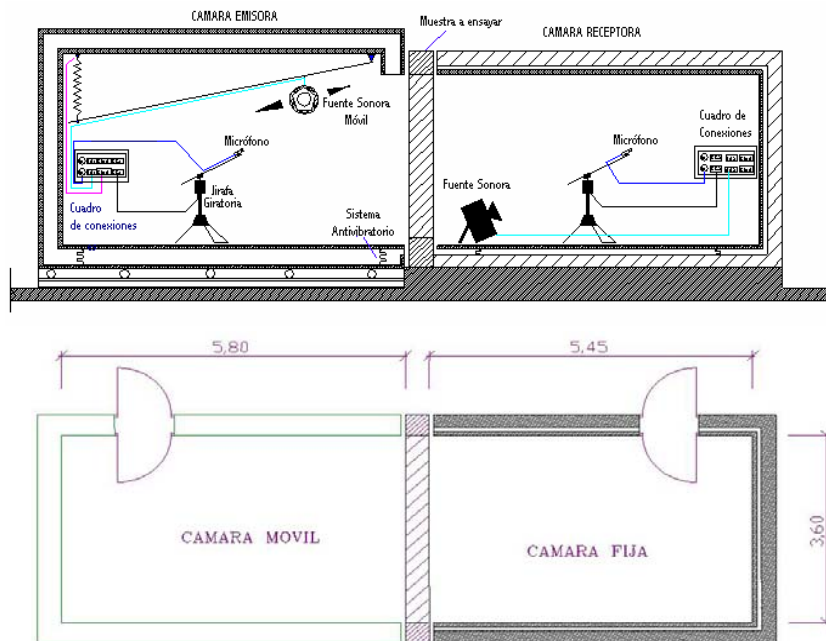 CAMARA EMISORA
Muestra a ensayar
CAMARA RECEPTORA
Fuente Sonora
Móvil
Micrófono
Jirafa
Giratoria
Cuadro
de conexiones
Sistema
Antivibratorio
Micrófono
Cuadro de
Conexiones
Fuente Sonora
5,80
5,45
CAMARA MOVIL
CAMARA FIJA
3,60